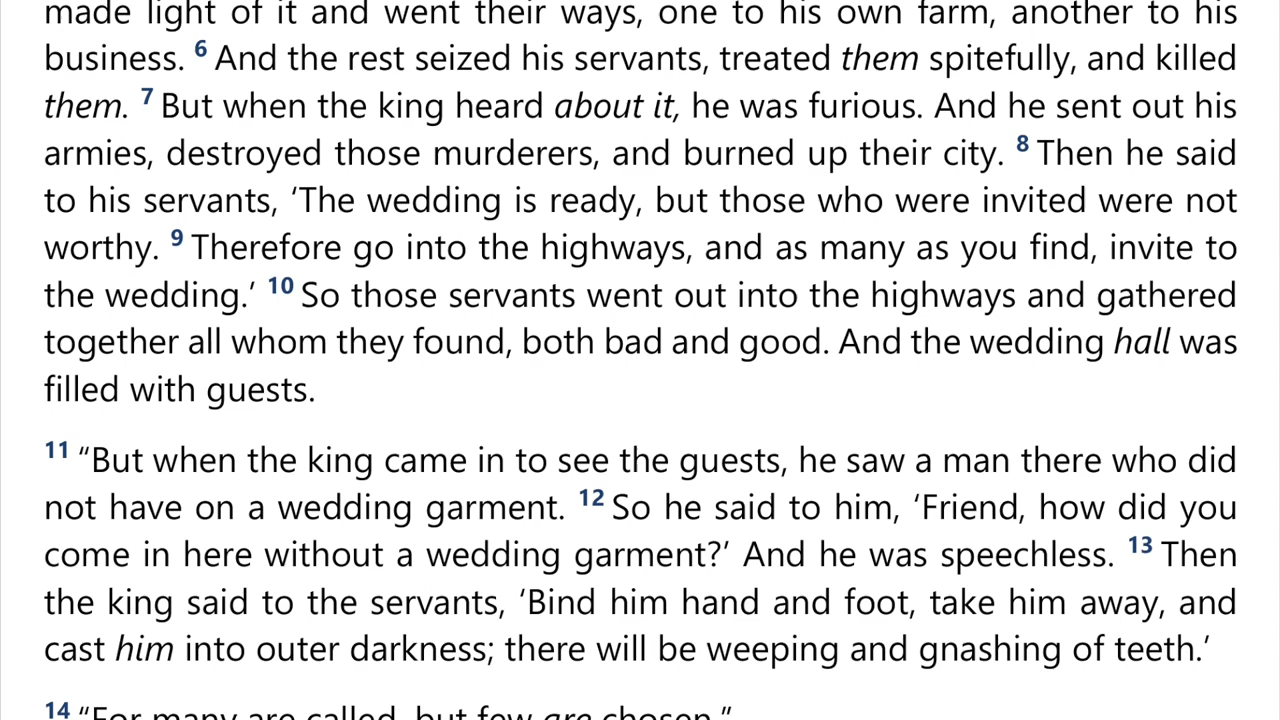 made light of it and went their ways, one to his own farm, another to his
business. 6 And the rest seized his servants, treated them spitefully, and killed
them. 7 But when the king heard about it, he was furious. And he sent out his
armies, destroyed those murderers, and burned up their city. 8 Then he said
to his servants, ‘The wedding is ready, but those who were invited were not
worthy. 9 Therefore go into the highways, and as many as you find, invite to
the wedding.’ 10 So those servants went out into the highways and gathered
together all whom they found, both bad and good. And the wedding hall was
filled with guests.
11 “But when the king came in to see the guests, he saw a man there who did
not have on a wedding garment. 12 So he said to him, ‘Friend, how did you
come in here without a wedding garment?’ And he was speechless. 13 Then
the king said to the servants, ‘Bind him hand and foot, take him away, and
cast him into outer darkness; there will be weeping and gnashing of teeth.’
14 “For many are called, but few are chosen.”